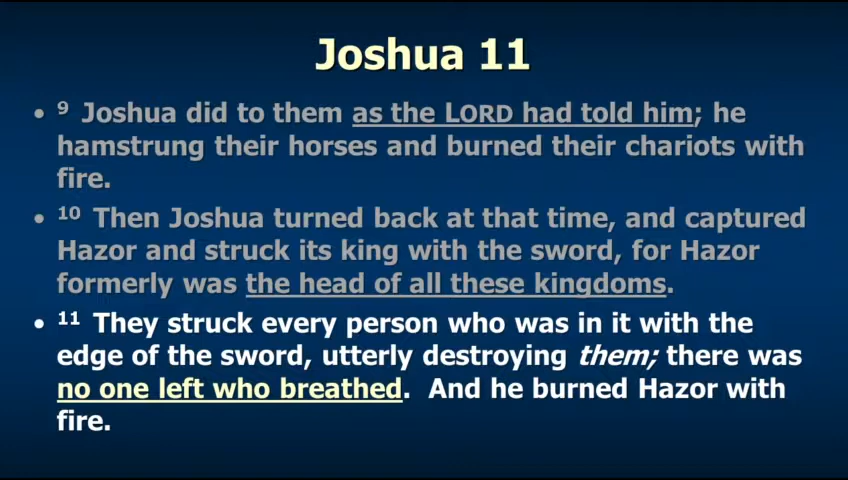 Joshua 11
• 9 Joshua did to them as the LORD had told him; he
hamstrung their horses and burned their chariots with
fire.
• 10 Then Joshua turned back at that time, and captured
Hazor and struck its king with the sword, for Hazor
formerly was the head of all these kingdoms.
• 11 They struck every person who was in it with the
edge of the sword, utterly destroying them; there was
no one left who breathed. And he burned Hazor with
fire.